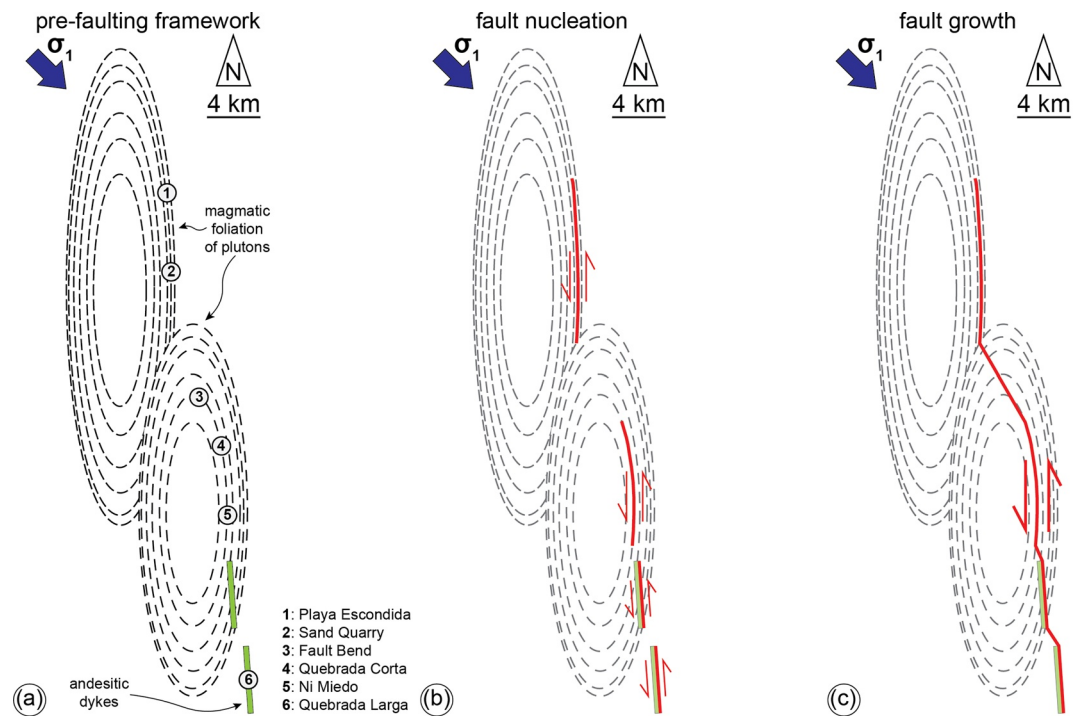 pre-faulting framework
σ1
N
4 km
1
magmatic
foliation
of plutons
2
3
4
5
6
andesitic
dykes
1: Playa Escondida
2: Sand Quarry
3: Fault Bend
4: Quebrada Corta
5: Ni Miedo
6: Quebrada Larga
(a)
fault nucleation
σ1
N
4 km
(b)
fault growth
σ1
N
4 km
(c)